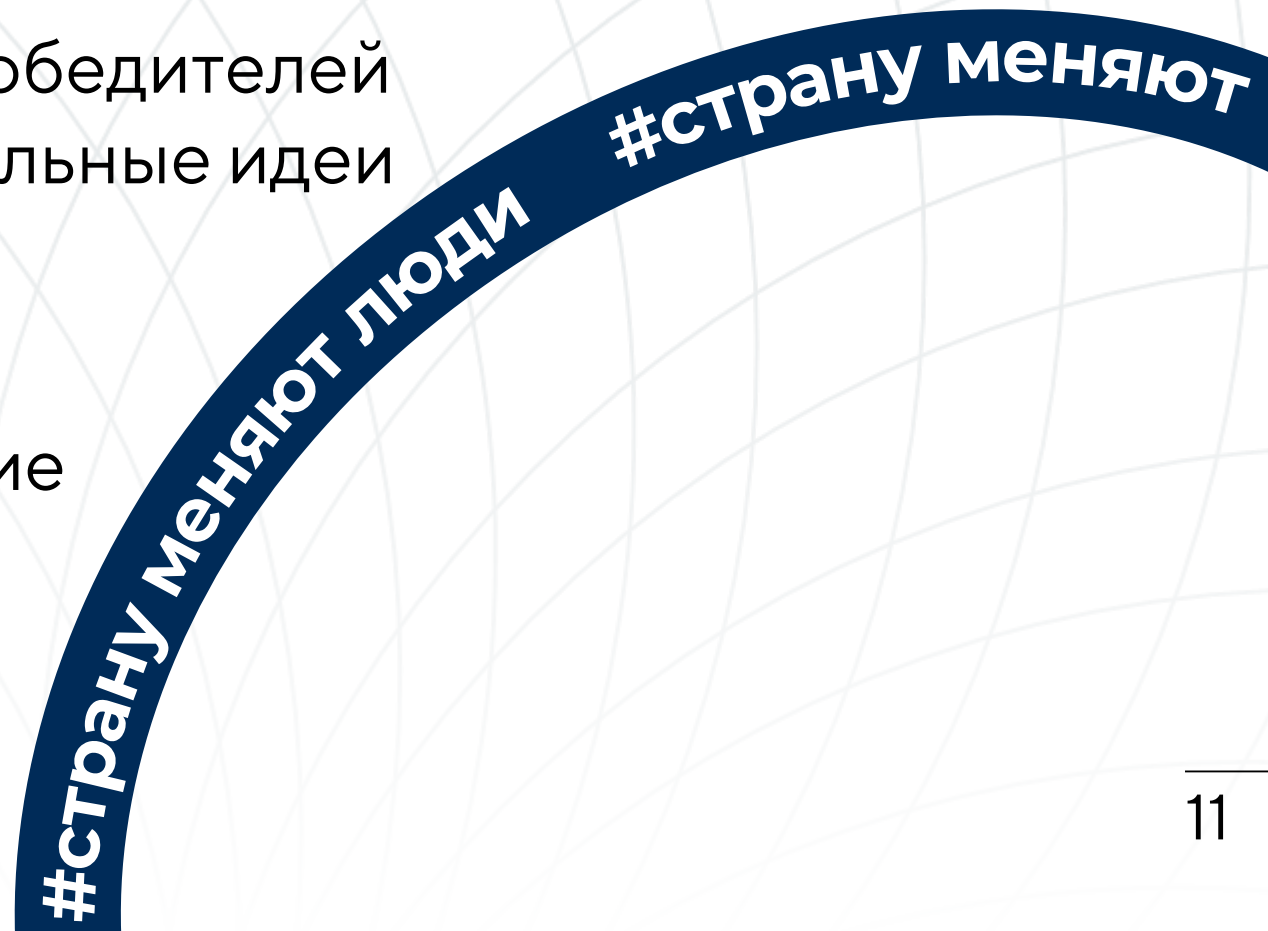 обедителей
льные идеи
ие
#страну меняют люди
#страну меняют
11